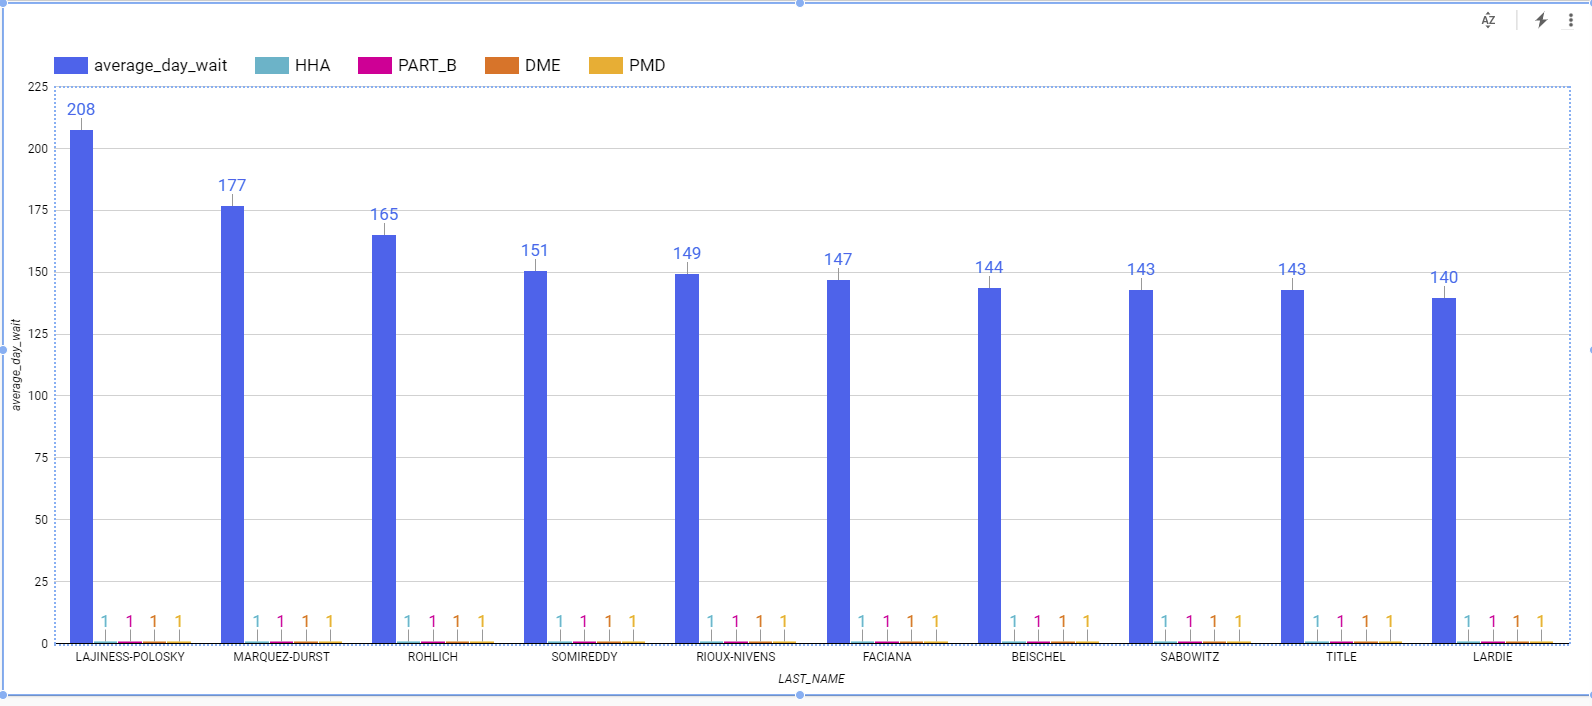 AZ
average_day_wait HHA PART_B DME PMD
225
200
175
150
125
100
75
50
25
0
average_day_wait
208 177 165 151 149 147 144 143 143 140
1 1 1 1 1 1 1 1 1 1 1 1 1 1 1 1 1 1 1 1 1 1 1 1 1 1 1 1 1 1 1 1 1 1 1 1 1 1 1 1
LAJINESS-POLOSKY MARQUEZ-DURST ROHLICH SOMIREDDY RIOUX-NIVENS FACIANA BEISCHEL SABOWITZ TITLE LARDIE
LAST_NAME